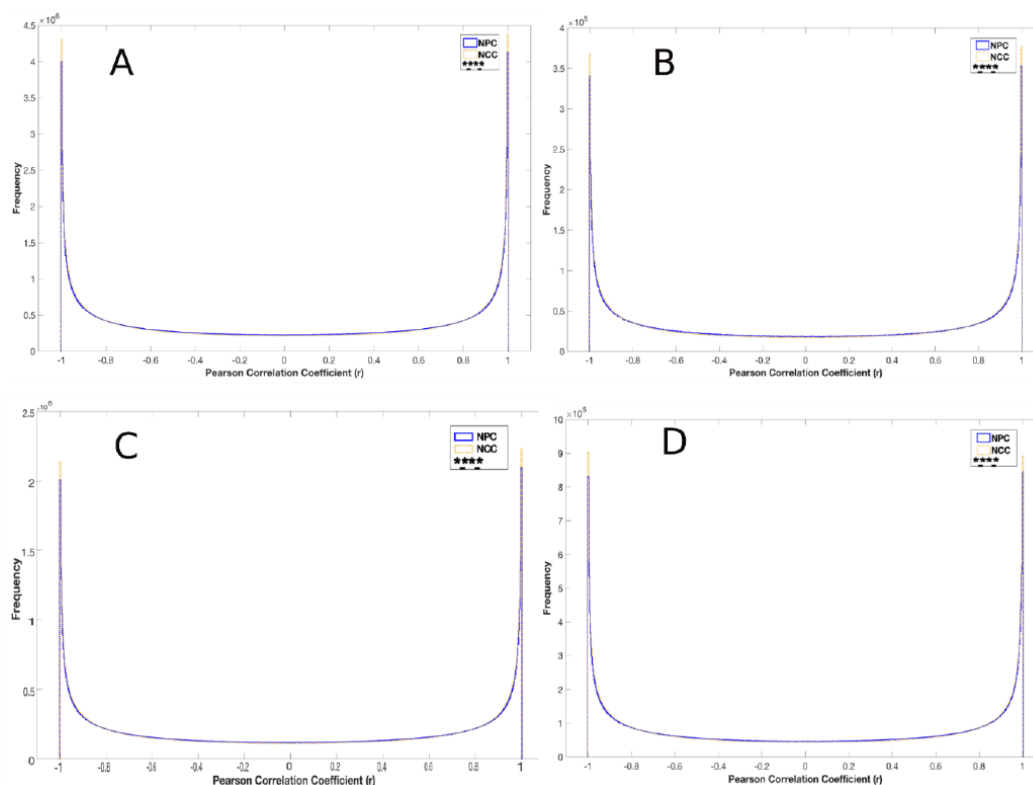 ×10⁶
4.5
4
3.5
3
2.5
2
1.5
1
0.5
0
Frequency
A
NPC
NCC
****
-1 -0.8 -0.6 -0.4 -0.2 0 0.2 0.4 0.6 0.8 1
Pearson Correlation Coefficient (r)
×10⁵
4
3.5
3
2.5
2
1.5
1
0.5
0
Frequency
B
NPC
NCC
****
-1 -0.8 -0.6 -0.4 -0.2 0 0.2 0.4 0.6 0.8 1
Pearson Correlation Coefficient (r)
2.5
2
1.5
1
0.5
0
Frequency
C
NPC
NCC
****
-1 -0.8 -0.6 -0.4 -0.2 0 0.2 0.4 0.6 0.8 1
Pearson Correlation Coefficient (r)
×10⁵
10
9
8
7
6
5
4
3
2
1
0
Frequency
D
NPC
NCC
****
-1 -0.8 -0.6 -0.4 -0.2 0 0.2 0.4 0.6 0.8 1
Pearson Correlation Coefficient (r)